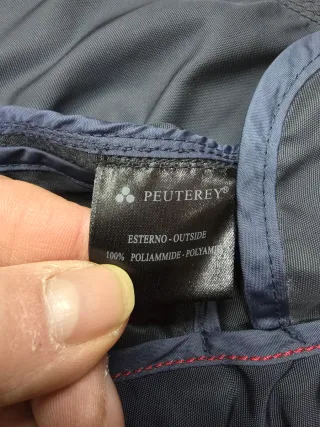 PEUTEREY®
ESTERNO - OUTSIDE
100% POLIAMMIDE - POLYAMI